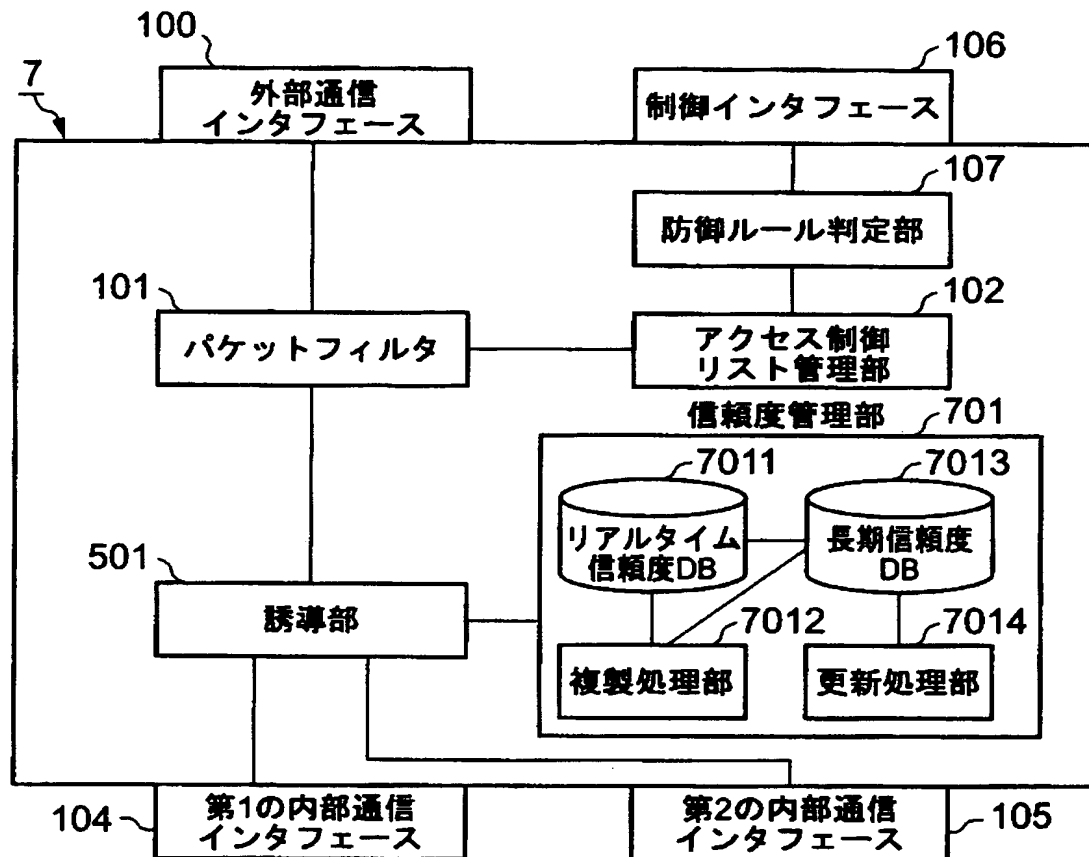 100
106
7
外部通信
インタフェース
制御インタフェース
107
防御ルール判定部
101
102
パケットフィルタ
アクセス制御
リスト管理部
信頼度管理部
701
7011
7013
リアルタイム
信頼度DB
長期信頼度
DB
501
誘導部
7012
7014
複製処理部
更新処理部
104
第1の内部通信
インタフェース
第2の内部通信
インタフェース
105